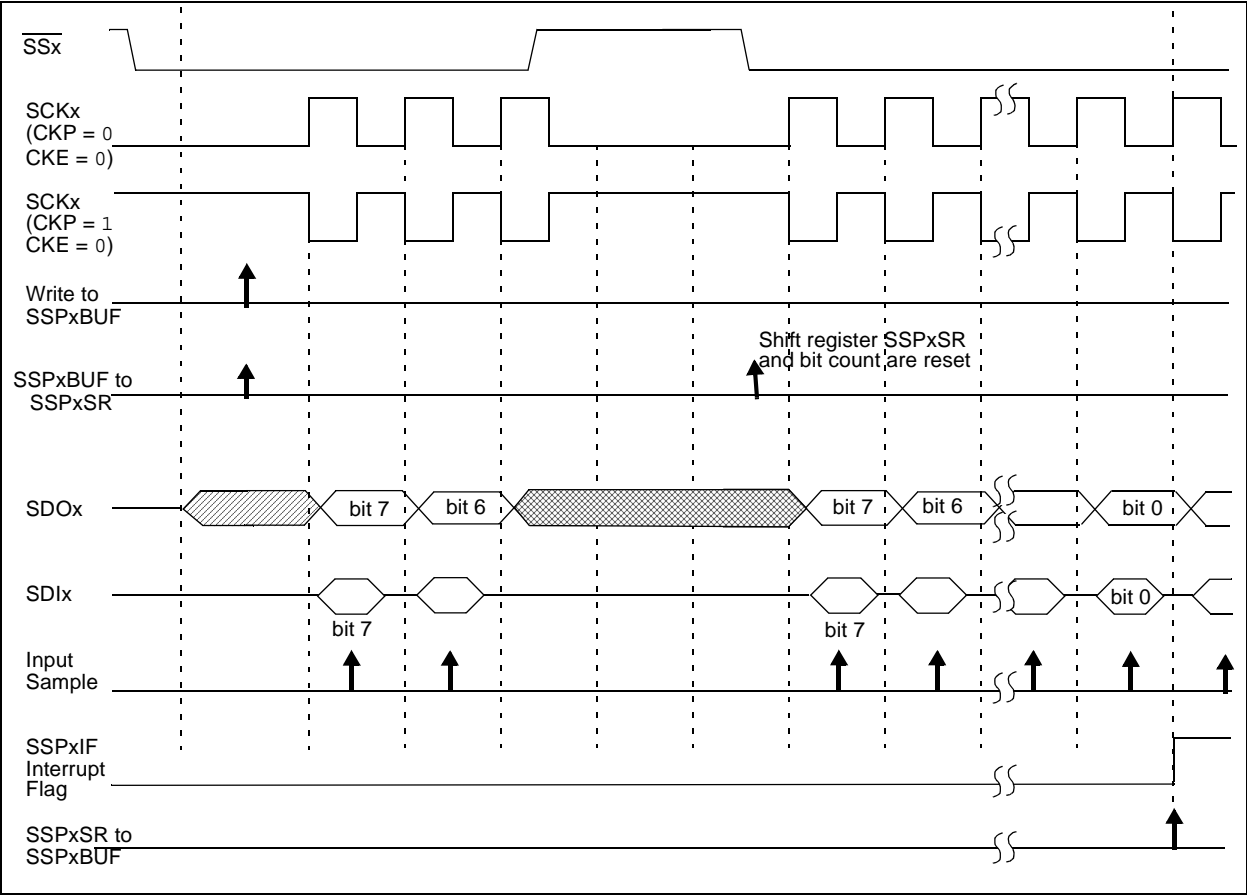 SSx
SCKx
(CKP = 0
CKE = 0)
SCKx
(CKP = 1
CKE = 0)
Write to
SSPxBUF
Shift register SSPxSR
and bit count are reset
SSPxBUF to
SSPxSR
SDOx
bit 7
bit 6
bit 7
bit 6
bit 0
SDIx
bit 0
bit 7
bit 7
Input
Sample
SSPxIF
Interrupt
Flag
SSPxSR to
SSPxBUF